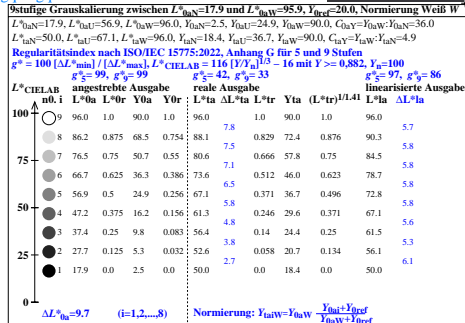 9stufige Grauskalierung zwischen L*0aN=17.9 und L*0aW=95.9, Y0ref=20.0, Normierung Weiß W
L*0aN=17.9, L*0aU=56.9, L*0aW=96.0, Y0aN=2.5, Y0aU=24.9, Y0aW=90.0, C0aY=Y0aW:Y0aN=36.0
L*taN=50.0, L*taU=67.1, L*taW=96.0, YtaN=18.4, YtaU=36.7, YtaW=90.0, CtaY=YtaW:YtaN=4.9
Regularitätsindex nach ISO/IEC 15775:2022, Anhang G für 5 und 9 Stufen
g* = 100 [ΔL*min] / [ΔL*max], L*CIELAB = 116 [Y/Yn]1/3 − 16 mit Y >= 0,882, Yn=100
g*5= 99, g*9= 99 g*5= 42, g*9= 33 g*5= 97, g*9= 86
L*CIELAB angestrebte Ausgabe reale Ausgabe linearisierte Ausgabe
n0. i L*0a L*0r Y0a Y0r L*ta ΔL*ta L*tr Yta (L*tr)1/1.41 L*la ΔL*la
100
9 96.0 1.0 90.0 1.0 96.0 1.0 90.0 1.0 96.0
7.8 5.7
8 86.2 0.875 68.5 0.754 88.1 0.829 72.4 0.876 90.3
7.5 5.8
75 7 76.5 0.75 50.7 0.55 80.6 0.666 57.8 0.75 84.5
7.1 5.8
6 66.7 0.625 36.3 0.386 73.6 0.512 46.0 0.623 78.7
6.5 5.8
5 56.9 0.5 24.9 0.256 67.1 0.371 36.7 0.496 72.8
50 5.8 5.8
4 47.2 0.375 16.2 0.156 61.3 0.246 29.6 0.371 67.1
4.8 5.6
3 37.4 0.25 9.8 0.083 56.4 0.14 24.4 0.25 61.5
3.8 5.3
25 2 27.7 0.125 5.3 0.032 52.6 0.058 20.7 0.134 56.1
2.7 6.1
1 17.9 0.0 2.5 0.0 50.0 0.0 18.4 0.0 50.0
0
ΔL*0a=9.7 (i=1,2,...,8) Normierung: YtaiW=Y0aW Y0ai+Y0ref
Y0aW+Y0ref